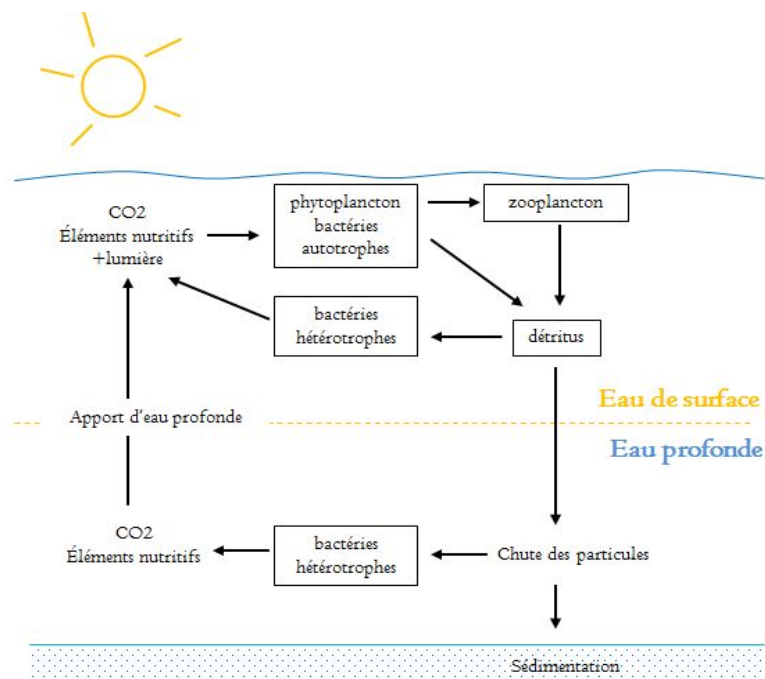 phytoplancton
bactéries
autotrophes
zooplancton
CO2
Éléments nutritifs
+lumière
bactéries
hétérotrophes
détritus
Eau de surface
Apport d'eau profonde
Eau profonde
CO2
Éléments nutritifs
bactéries
hétérotrophes
Chute des particules
Sédimentation